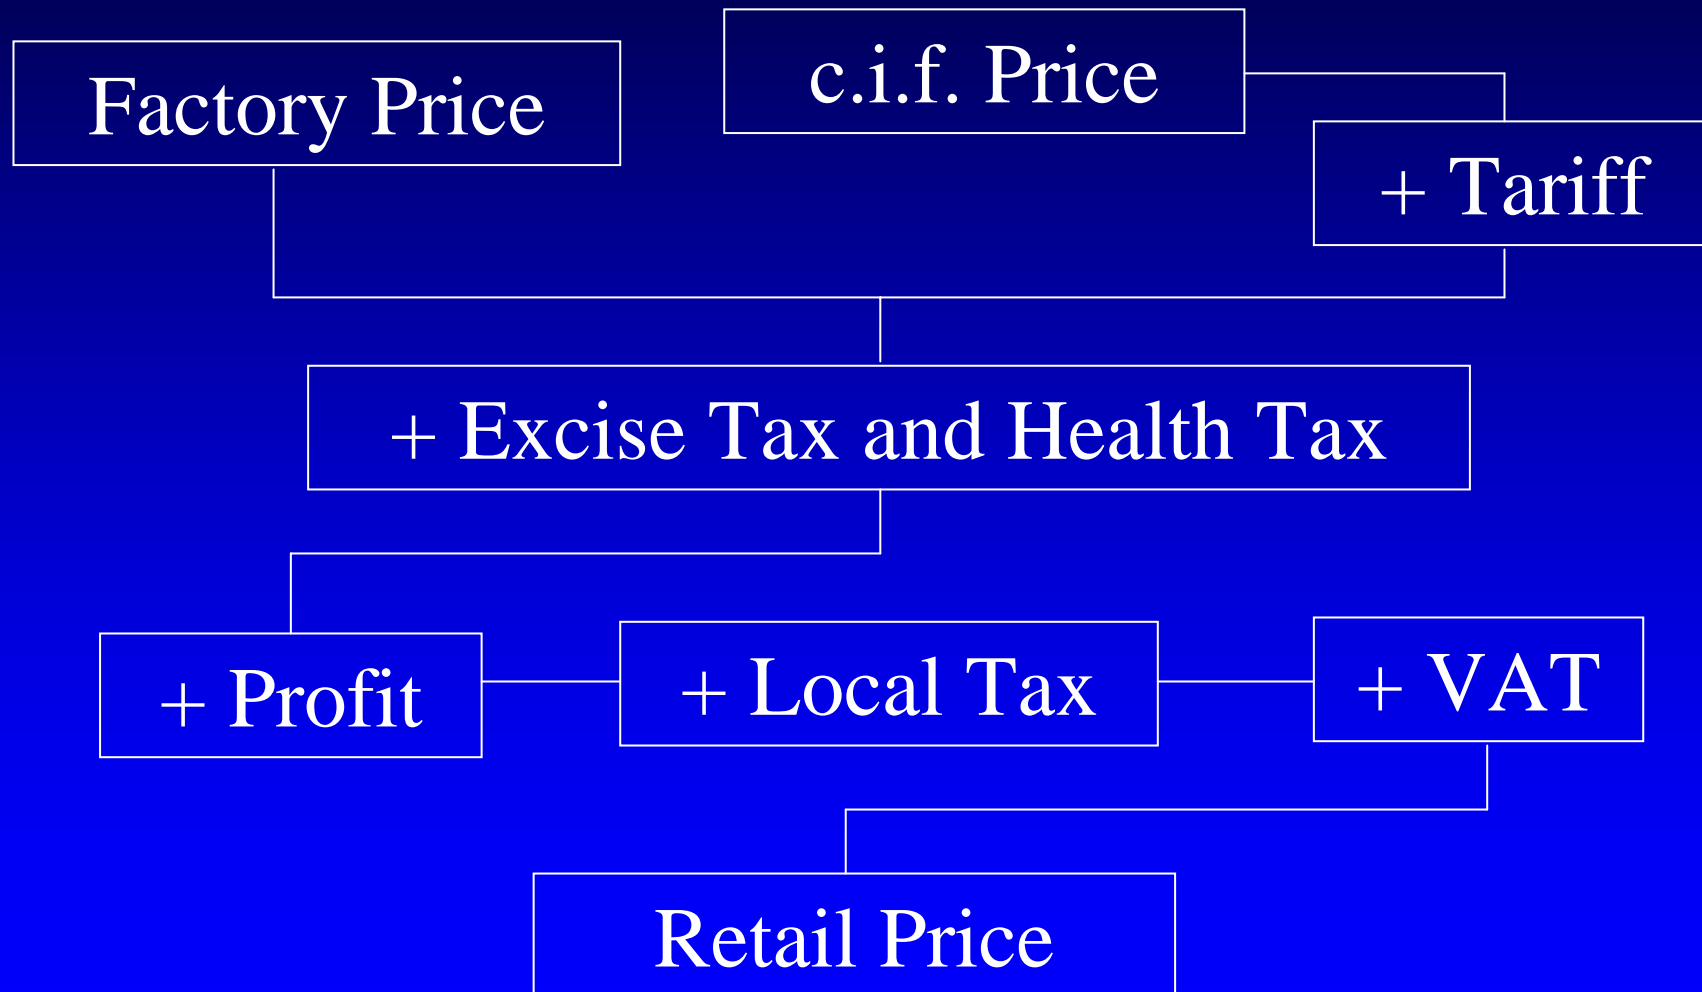 Factory Price
c.i.f. Price
+ Tariff
+ Excise Tax and Health Tax
+ Profit
+ Local Tax
+ VAT
Retail Price